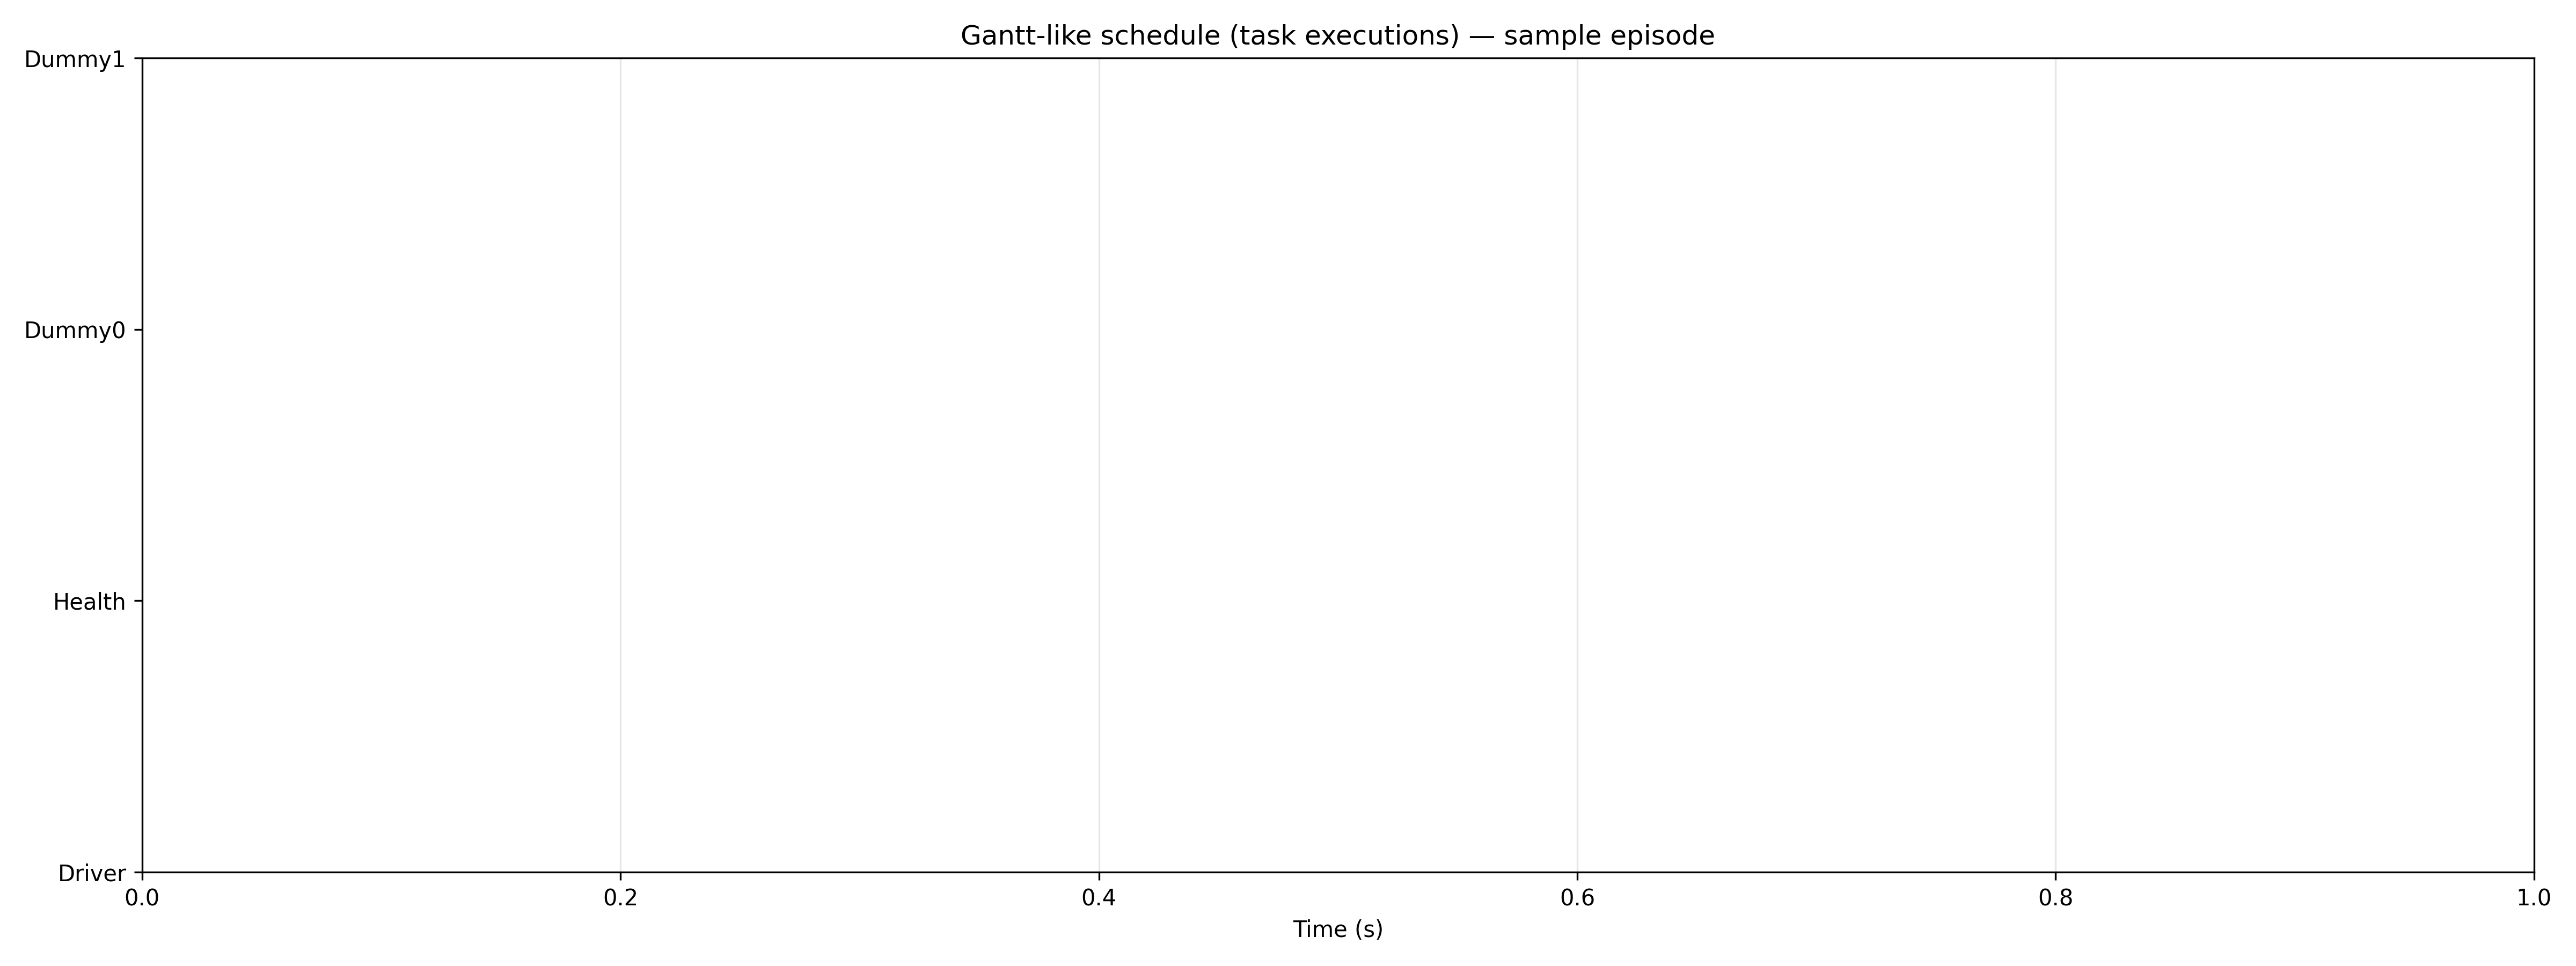 Gantt-like schedule (task executions) — sample episode
Dummy1
Dummy0
Health
Driver
0.0 0.2 0.4 0.6 0.8 1.0
Time (s)